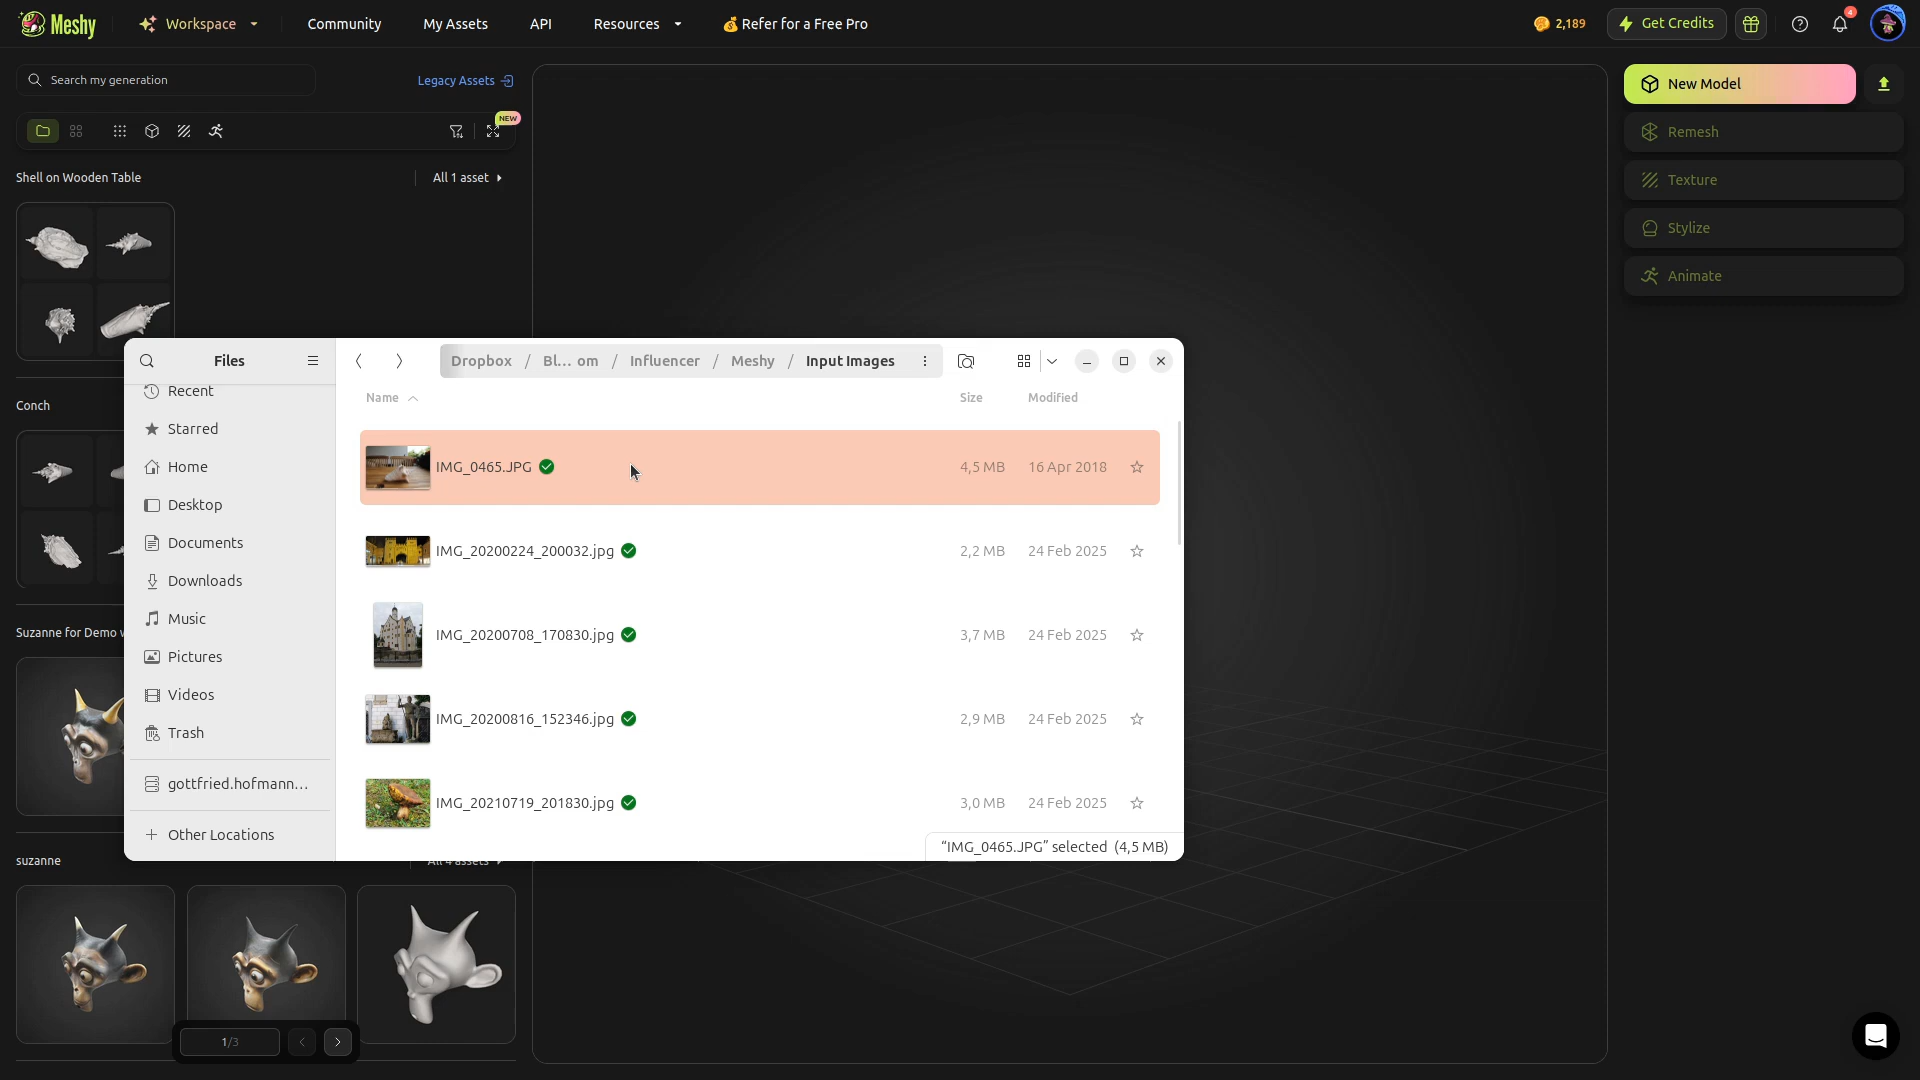 Meshy
Workspace
Community
My Assets
API
Resources
💰 Refer for a Free Pro
2,189
Get Credits
4
Search my generation
Legacy Assets
NEW
Shell on Wooden Table
All 1 asset
Conch
Suzanne for Demo
suzanne
All 4 assets
1/3
New Model
Remesh
Texture
Stylize
Animate
Files
Recent
Starred
Home
Desktop
Documents
Downloads
Music
Pictures
Videos
Trash
gottfried.hofmann…
Other Locations
Dropbox / Bl… om / Influencer / Meshy / Input Images
Name Size Modified
IMG_0465.JPG 4,5 MB 16 Apr 2018
IMG_20200224_200032.jpg 2,2 MB 24 Feb 2025
IMG_20200708_170830.jpg 3,7 MB 24 Feb 2025
IMG_20200816_152346.jpg 2,9 MB 24 Feb 2025
IMG_20210719_201830.jpg 3,0 MB 24 Feb 2025
“IMG_0465.JPG” selected (4,5 MB)